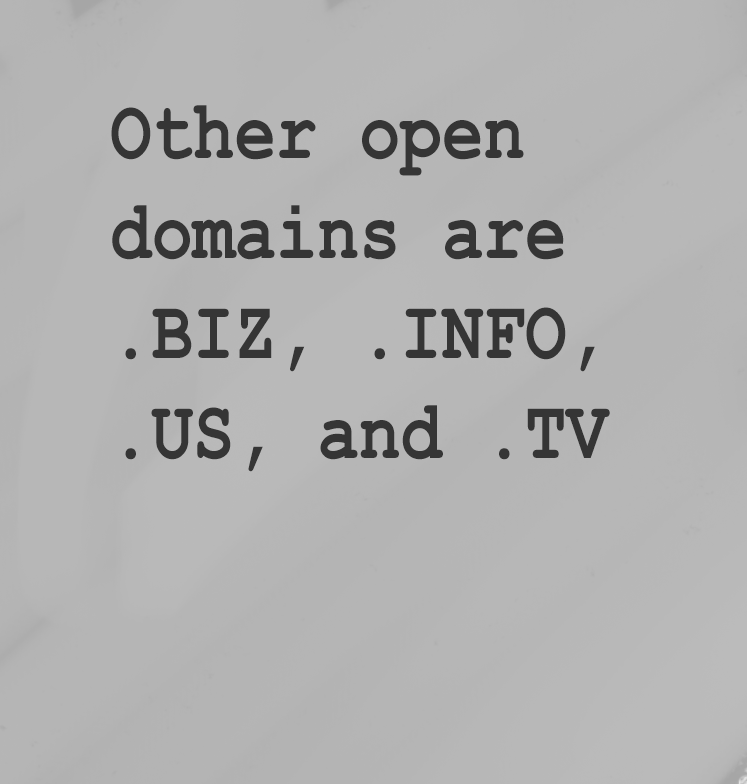 Other open
domains are
.BIZ, .INFO,
.US, and .TV